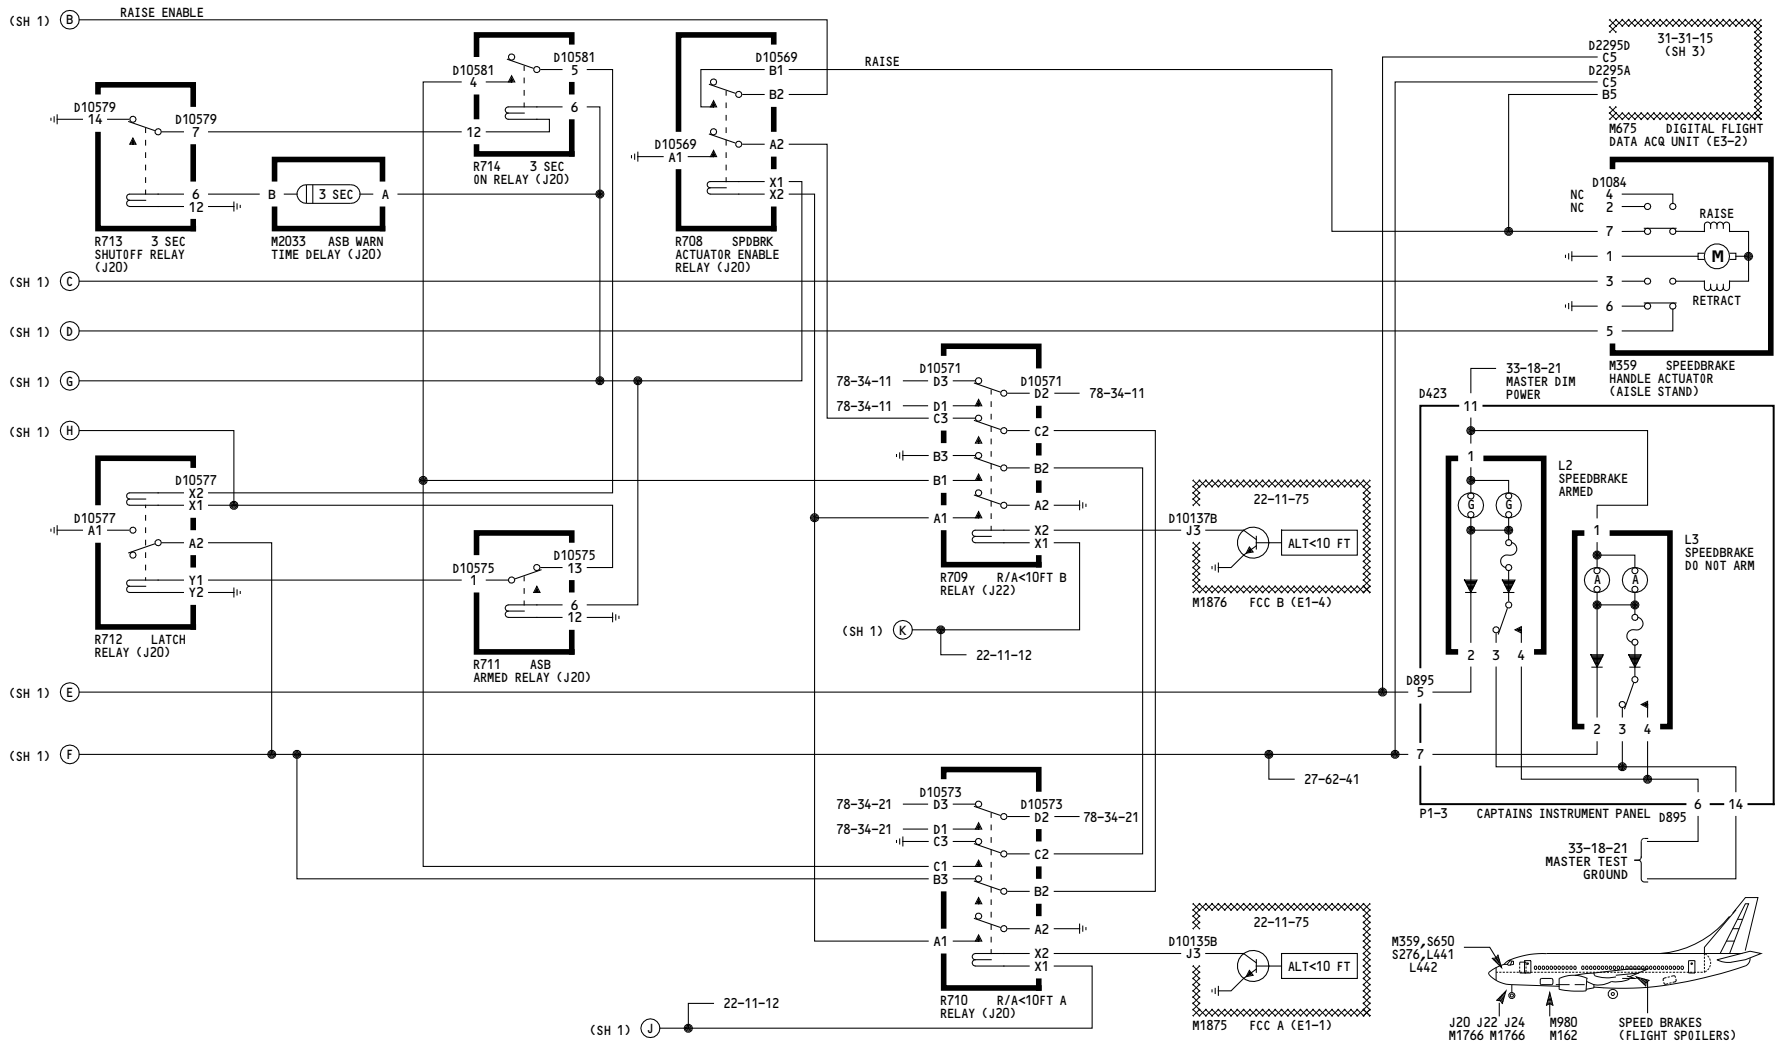 (SH 1) B RAISE ENABLE
D10579
14
D10579
7
6
12
R713 3 SEC
SHUTOFF RELAY
(J20)
B 3 SEC A
M2033 ASB WARN
TIME DELAY (J20)
D10581
4
D10581
5
6
12
R714 3 SEC
ON RELAY (J20)
D10569
B1
B2
D10569
A1
A2
X1
X2
R708 SPDBRK
ACTUATOR ENABLE
RELAY (J20)
RAISE
31-31-15
(SH 3)
D2295D
C5
D2295A
C5
B5
M675 DIGITAL FLIGHT
DATA ACQ UNIT (E3-2)
D1084
NC 4
NC 2
7
1
3
6
5
RAISE
M
RETRACT
M359 SPEEDBRAKE
HANDLE ACTUATOR
(AISLE STAND)
(SH 1) C
(SH 1) D
(SH 1) G
(SH 1) H
D10577
X2
X1
D10577
A1
A2
Y1
Y2
R712 LATCH
RELAY (J20)
D10575
1
D10575
13
6
12
R711 ASB
ARMED RELAY (J20)
D10571
78-34-11 D3
D10571
D2 78-34-11
78-34-11 D1
C3
C2
B3
B2
B1
A2
A1
X2
X1
R709 R/A<10FT B
RELAY (J22)
D10137B
J3
22-11-75
ALT<10 FT
M1876 FCC B (E1-4)
(SH 1) K
22-11-12
33-18-21
MASTER DIM
POWER
D423
11
1
G G
2 3 4
L2
SPEEDBRAKE
ARMED
1
A A
2 3 4
L3
SPEEDBRAKE
DO NOT ARM
(SH 1) E
D895
5
(SH 1) F
7
27-62-41
6 14
P1-3 CAPTAINS INSTRUMENT PANEL D895
33-18-21
MASTER TEST
GROUND
D10573
78-34-21 D3
D10573
D2 78-34-21
78-34-21 D1
C3
C2
C1
B3
B2
A2
A1
X2
X1
R710 R/A<10FT A
RELAY (J20)
D10135B
J3
22-11-75
ALT<10 FT
M1875 FCC A (E1-1)
22-11-12
(SH 1) J
M359,S650
S276,L441
L442
J20 J22 J24
M1766 M1766
M980
M162
SPEED BRAKES
(FLIGHT SPOILERS)